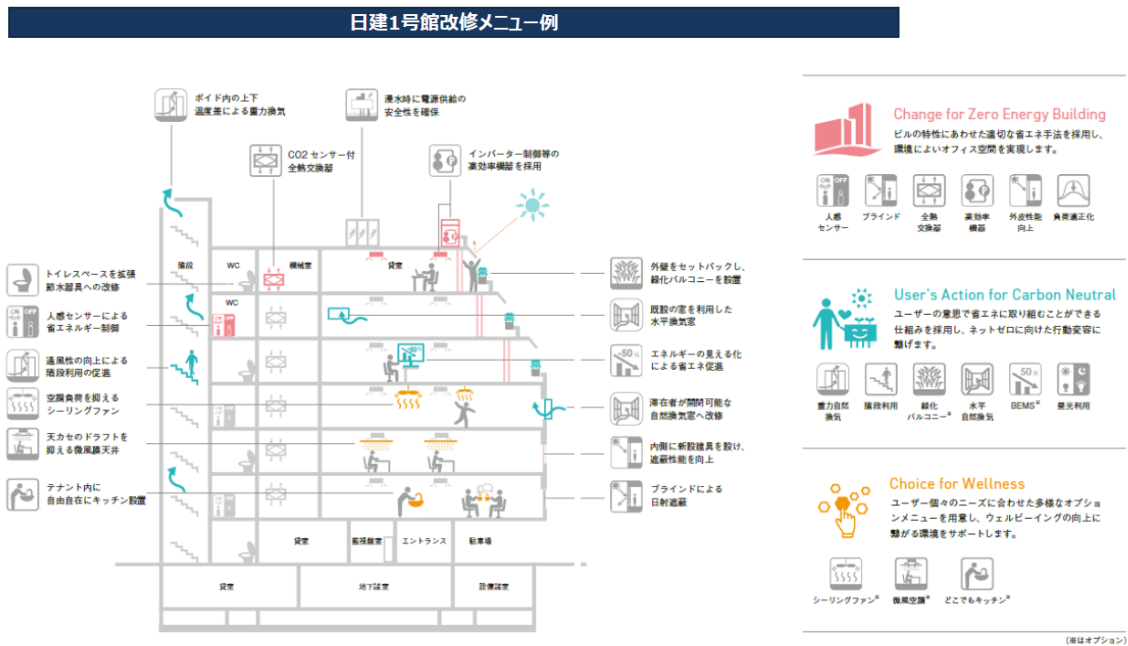 日建1号館改修メニュー例
ボイド内の上下
温度差による重力換気
浸水時に電源供給の
安全性を確保
CO2 センサー付
全熱交換器
インバーター制御等の
高効率機器を採用
トイレスペースを拡張
節水器具への改修
人感センサーによる
省エネルギー制御
通風性の向上による
階段利用の促進
空調負荷を抑える
シーリングファン
天カセのドラフトを
抑える微風膜天井
テナント内に
自由自在にキッチン設置
階段
WC
機械室
貸室
WC
-50%
貸室
監視盤室
エントランス
駐車場
貸室
地下諸室
設備諸室
外壁をセットバックし、
緑化バルコニーを設置
既設の窓を利用した
水平換気窓
エネルギーの見える化
による省エネ促進
滞在者が開閉可能な
自然換気窓へ改修
内側に新設建具を設け、
遮蔽性能を向上
ブラインドによる
日射遮蔽
Change for Zero Energy Building
ビルの特性にあわせた適切な省エネ手法を採用し、
環境によいオフィス空間を実現します。
ON OFF
人感
センサー
ブラインド
全熱
交換器
高効率
機器
外皮性能
向上
負荷適正化
User's Action for Carbon Neutral
ユーザーの意思で省エネに取り組むことができる
仕組みを採用し、ネットゼロに向けた行動変容に
繋げます。
重力自然
換気
階段利用
緑化
バルコニー※
水平
自然換気
BEMS※
昼光利用
Choice for Wellness
ユーザー個々のニーズに合わせた多様なオプショ
ンメニューを用意し、ウェルビーイングの向上に
繋がる環境をサポートします。
シーリングファン※
微風空調※
どこでもキッチン※
(※はオプション)